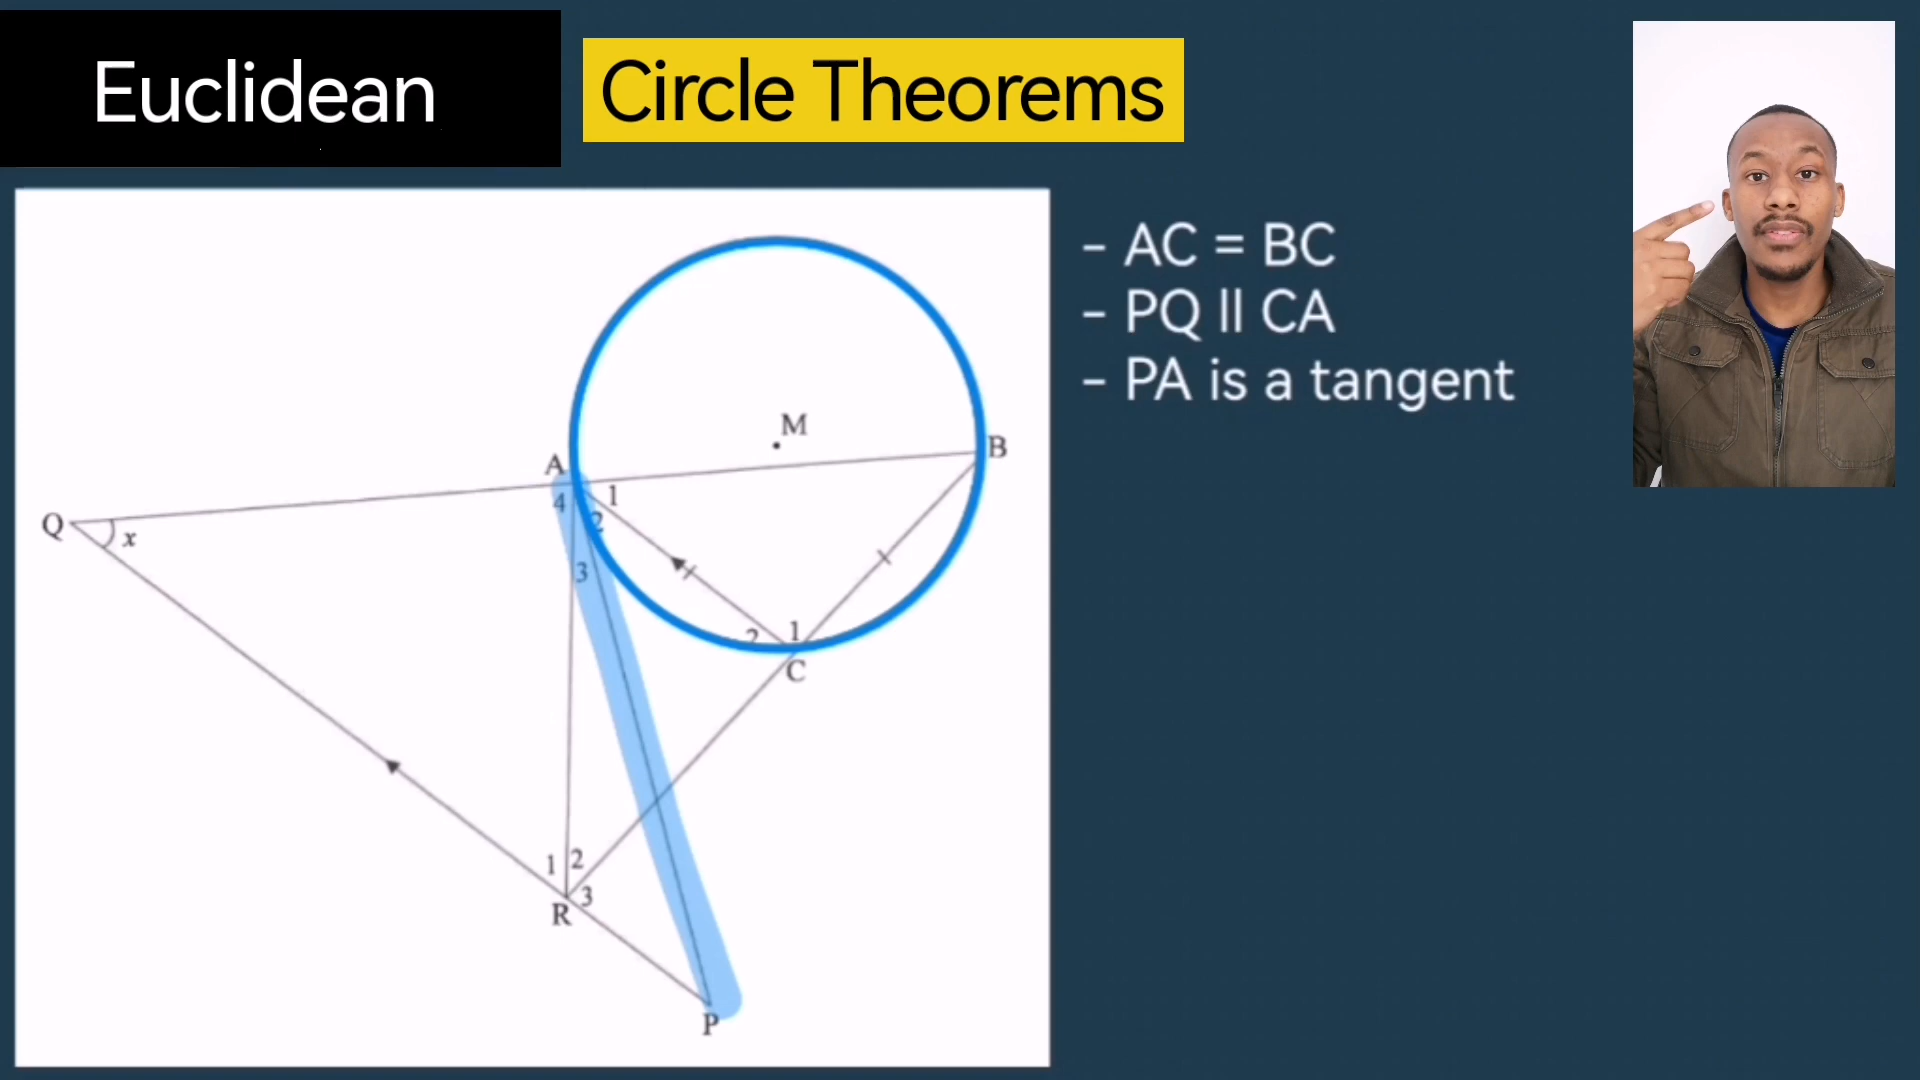 Euclidean
Circle Theorems
- AC = BC
- PQ || CA
- PA is a tangent
M
B
A
4
1
2
Q
x
3
2
1
C
1
2
3
R
P